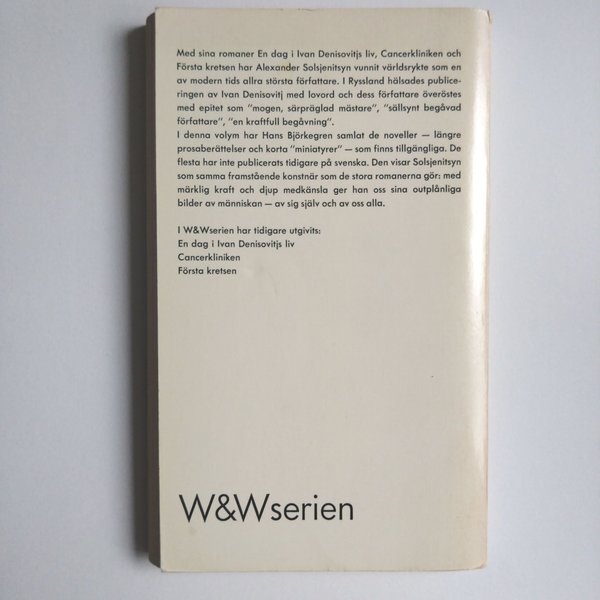 Med sina romaner En dag i Ivan Denisovitjs liv, Cancerkliniken och
Första kretsen har Alexander Solsjenitsyn vunnit världsrykte som en
av modern tids allra största författare. I Ryssland hälsades publice-
ringen av Ivan Denisovitj med lovord och dess författare överöstes
med epitet som "mogen, särpräglad mästare", "sällsynt begåvad
författare", "en kraftfull begåvning".
I denna volym har Hans Björkegren samlat de noveller — längre
prosaberättelser och korta "miniatyrer" — som finns tillgängliga. De
flesta har inte publicerats tidigare på svenska. Den visar Solsjenitsyn
som samma framstående konstnär som de stora romanerna gör: med
märklig kraft och djup medkänsla ger han oss sina outplånliga
bilder av människan — av sig själv och av oss alla.
I W&Wserien har tidigare utgivits:
En dag i Ivan Denisovitjs liv
Cancerkliniken
Första kretsen
W&Wserien